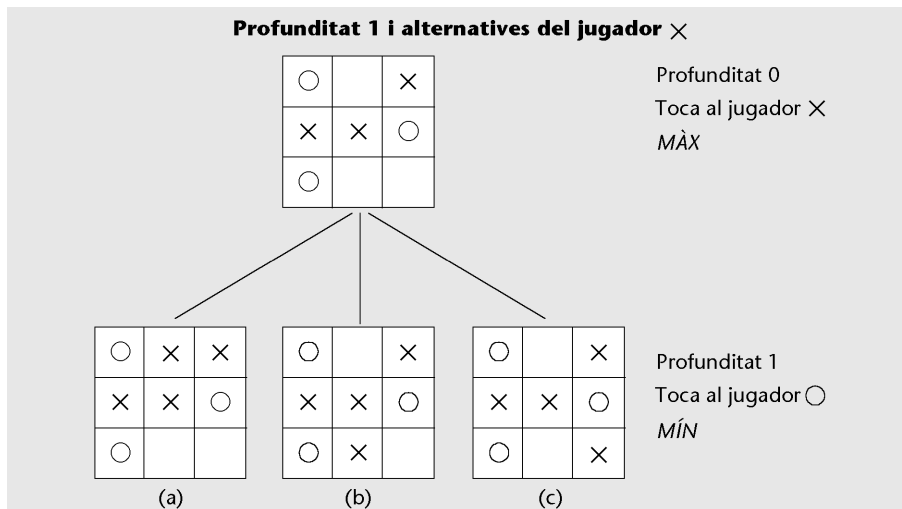 Profunditat 1 i alternatives del jugador ×
○ ×
× × ○
○
Profunditat 0
Toca al jugador ×
MÀX
○ × ×
× × ○
○
○ ×
× × ○
○ ×
○ ×
× × ○
○ ×
Profunditat 1
Toca al jugador ○
MÍN
(a) (b) (c)